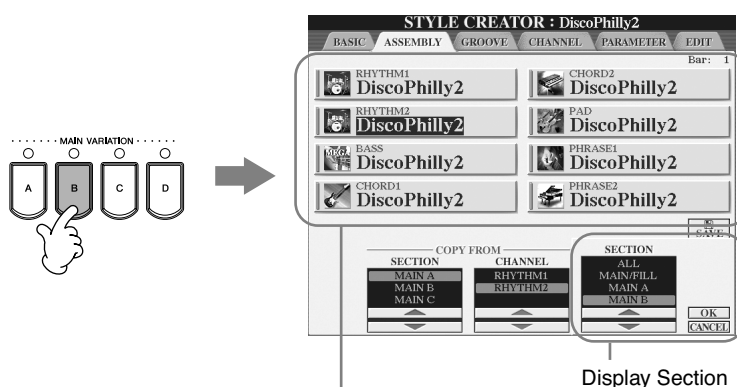 MAIN VARIATION
A B C D
STYLE CREATOR : DiscoPhilly2
BASIC ASSEMBLY GROOVE CHANNEL PARAMETER EDIT
Bar: 1
RHYTHM1
DiscoPhilly2
CHORD2
DiscoPhilly2
RHYTHM2
DiscoPhilly2
PAD
DiscoPhilly2
MEGA
BASS
DiscoPhilly2
PHRASE1
DiscoPhilly2
CHORD1
DiscoPhilly2
PHRASE2
DiscoPhilly2
SAVE
COPY FROM
SECTION
MAIN A
MAIN B
MAIN C
CHANNEL
RHYTHM1
RHYTHM2
SECTION
ALL
MAIN/FILL
MAIN A
MAIN B
OK
CANCEL
Display Section